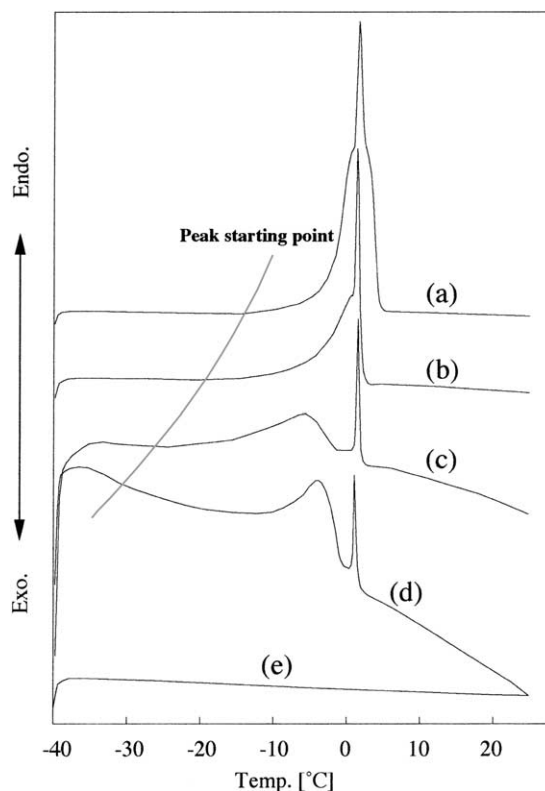 Endo.
Peak starting point
(a)
(b)
(c)
(d)
(e)
Exo.
-40 -30 -20 -10 0 10 20
Temp. [°C]